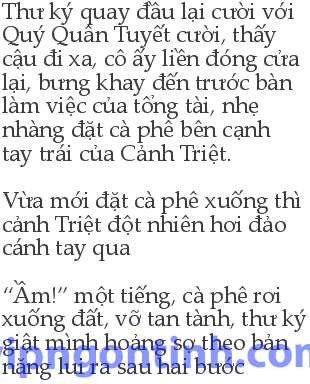 Thư ký quay đầu lại cười với
Quý Quân Tuyết cười, thấy
cậu đi xa, cô ấy liền đóng cửa
lại, bưng khay đến trước bàn
làm việc của tổng tài, nhẹ
nhàng đặt cà phê bên cạnh
tay trái của Cảnh Triệt.
Vừa mới đặt cà phê xuống thì
cảnh Triệt đột nhiên hơi đảo
cánh tay qua
“Ầm!” một tiếng, cà phê rơi
xuống đất, vỡ tan tành, thư ký
giật mình hoảng sợ theo bản
năng lui ra sau hai bước
vipngontinh.com